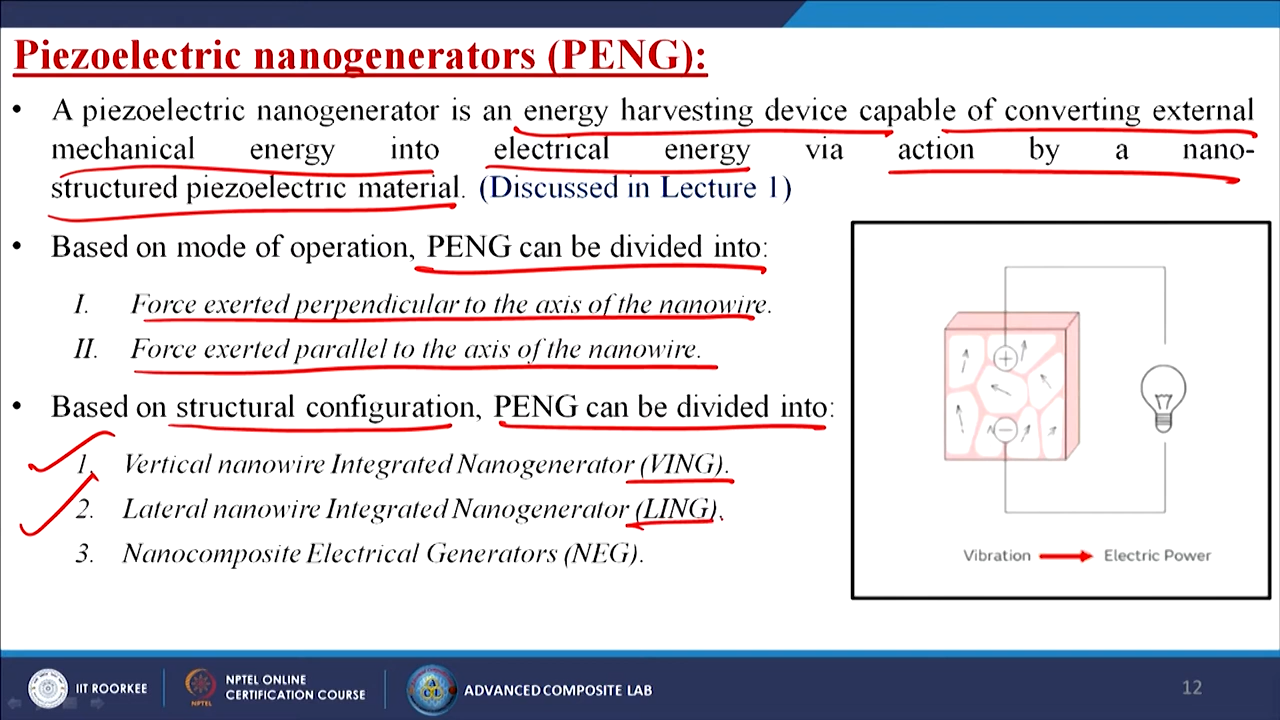 Piezoelectric nanogenerators (PENG):
• A piezoelectric nanogenerator is an energy harvesting device capable of converting external
mechanical energy into electrical energy via action by a nano-
structured piezoelectric material. (Discussed in Lecture 1)
• Based on mode of operation, PENG can be divided into:
I. Force exerted perpendicular to the axis of the nanowire.
II. Force exerted parallel to the axis of the nanowire.
• Based on structural configuration, PENG can be divided into:
1. Vertical nanowire Integrated Nanogenerator (VING).
2. Lateral nanowire Integrated Nanogenerator (LING).
3. Nanocomposite Electrical Generators (NEG).
+
−
Vibration Electric Power
IIT ROORKEE
NPTEL
NPTEL ONLINE
CERTIFICATION COURSE
ADVANCED COMPOSITE LAB
12